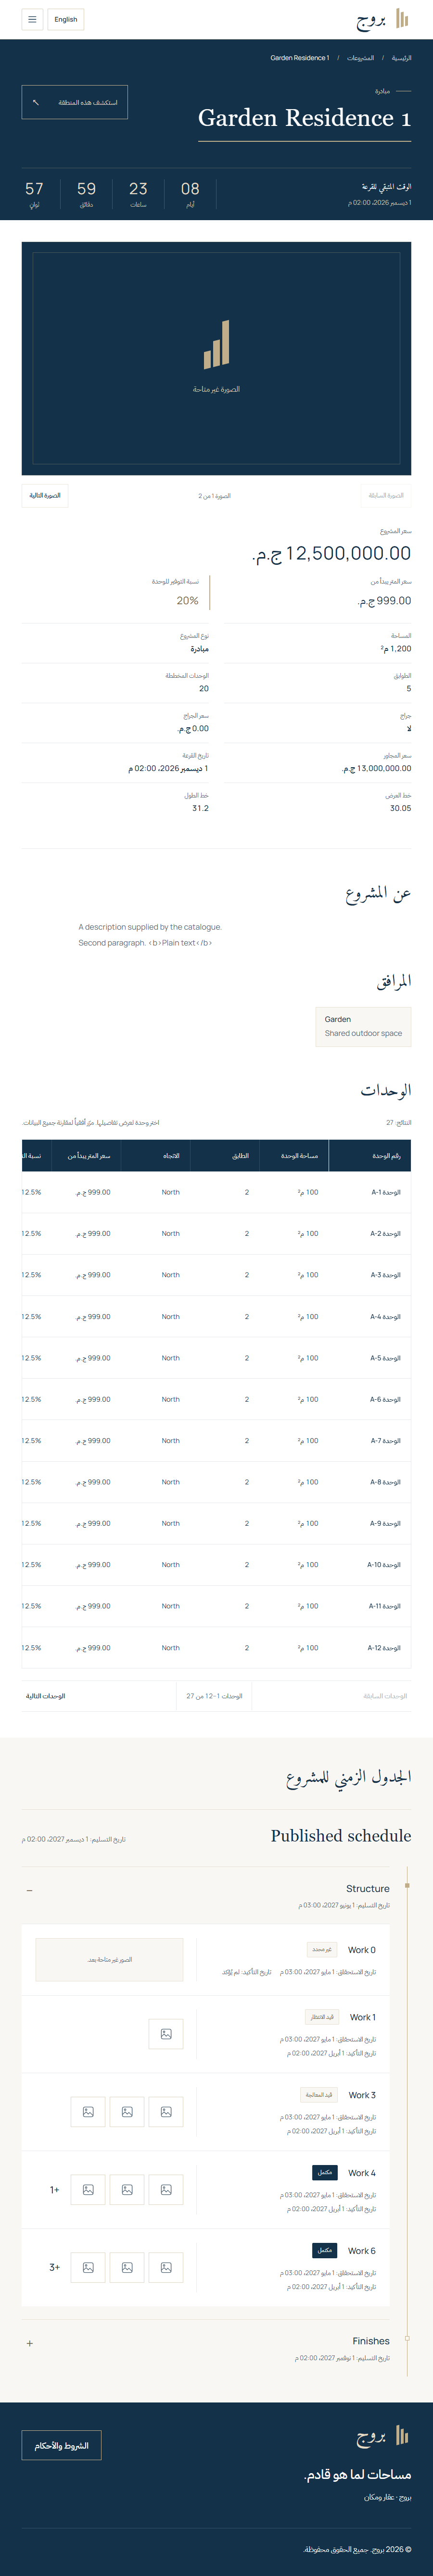 بروج
English
الرئيسية / المشروعات / Garden Residence 1
مبادرة
Garden Residence 1
استكشف هذه المنطقة
الوقت المتبقي للقرعة
1 ديسمبر 2026، 02:00 م
08 أيام
23 ساعات
59 دقائق
57 ثوانٍ
الصورة غير متاحة
الصورة السابقة
الصورة 1 من 2
الصورة التالية
سعر المشروع
12,500,000.00 ج.م.
سعر المتر يبدأ من
999.00 ج.م.
نسبة التوفير للوحدة
20%
المساحة
1,200 م²
نوع المشروع
مبادرة
الطوابق
5
الوحدات المخططة
20
جراج
لا
سعر الجراج
0.00 ج.م.
سعر المجاور
13,000,000.00 ج.م.
تاريخ القرعة
1 ديسمبر 2026، 02:00 م
خط العرض
30.05
خط الطول
31.2
عن المشروع
A description supplied by the catalogue.
Second paragraph. <b>Plain text</b>
المرافق
Garden
Shared outdoor space
الوحدات
النتائج: 27
اختر وحدة لعرض تفاصيلها. مرّر أفقياً لمقارنة جميع البيانات.
رقم الوحدة مساحة الوحدة الطابق الاتجاه سعر المتر يبدأ من نسبة
الوحدة A-1 100 م² 2 North 999.00 ج.م. 12.5%
الوحدة A-2 100 م² 2 North 999.00 ج.م. 12.5%
الوحدة A-3 100 م² 2 North 999.00 ج.م. 12.5%
الوحدة A-4 100 م² 2 North 999.00 ج.م. 12.5%
الوحدة A-5 100 م² 2 North 999.00 ج.م. 12.5%
الوحدة A-6 100 م² 2 North 999.00 ج.م. 12.5%
الوحدة A-7 100 م² 2 North 999.00 ج.م. 12.5%
الوحدة A-8 100 م² 2 North 999.00 ج.م. 12.5%
الوحدة A-9 100 م² 2 North 999.00 ج.م. 12.5%
الوحدة A-10 100 م² 2 North 999.00 ج.م. 12.5%
الوحدة A-11 100 م² 2 North 999.00 ج.م. 12.5%
الوحدة A-12 100 م² 2 North 999.00 ج.م. 12.5%
الوحدات السابقة
الوحدات 1-12 من 27
الوحدات التالية
الجدول الزمني للمشروع
Published schedule
تاريخ التسليم: 1 ديسمبر 2027، 02:00 م
Structure
تاريخ التسليم: 1 يونيو 2027، 03:00 م
Work 0 غير محدد
تاريخ الاستحقاق: 1 مايو 2027، 03:00 م تاريخ التأكيد: لم يُؤكد
الصور غير متاحة بعد.
Work 1 قيد الانتظار
تاريخ الاستحقاق: 1 مايو 2027، 03:00 م
تاريخ التأكيد: 1 أبريل 2027، 02:00 م
Work 3 قيد المعالجة
تاريخ الاستحقاق: 1 مايو 2027، 03:00 م
تاريخ التأكيد: 1 أبريل 2027، 02:00 م
Work 4 مكتمل
تاريخ الاستحقاق: 1 مايو 2027، 03:00 م
تاريخ التأكيد: 1 أبريل 2027، 02:00 م
+1
Work 6 مكتمل
تاريخ الاستحقاق: 1 مايو 2027، 03:00 م
تاريخ التأكيد: 1 أبريل 2027، 02:00 م
+3
Finishes
تاريخ التسليم: 1 نوفمبر 2027، 02:00 م
بروج
الشروط والأحكام
مساحات لما هو قادم.
بروج · عقار ومكان
© 2026 بروج. جميع الحقوق محفوظة.